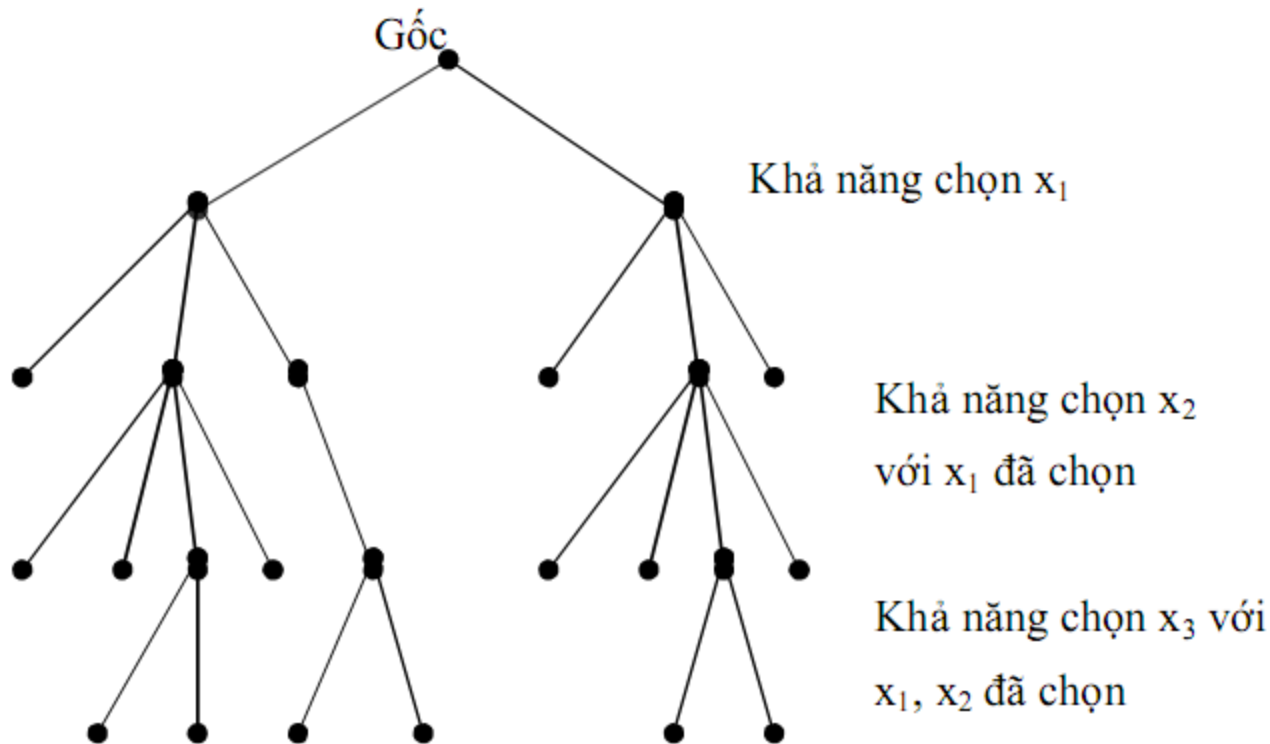 Gốc
Khả năng chọn x₁
Khả năng chọn x₂
với x₁ đã chọn
Khả năng chọn x₃ với
x₁, x₂ đã chọn